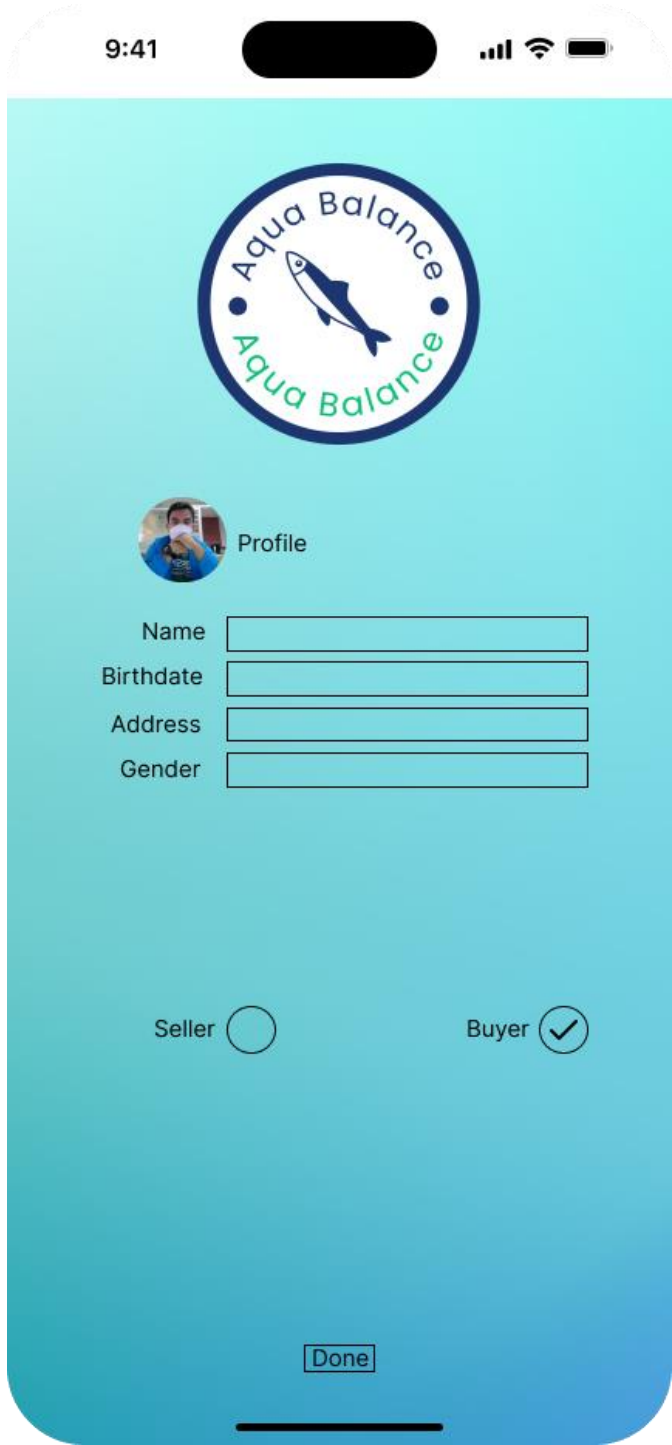 9:41
Aqua Balance
Aqua Balance
Profile
Name
Birthdate
Address
Gender
Seller
Buyer
Done